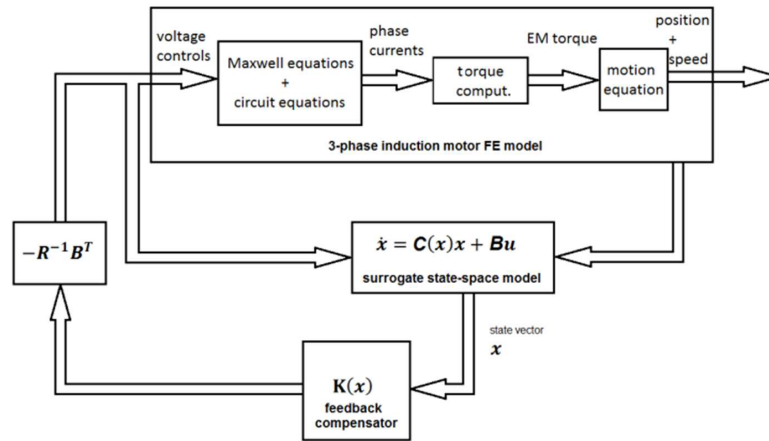 voltage
controls
Maxwell equations
+
circuit equations
phase
currents
torque
comput.
EM torque
motion
equation
position
+
speed
3-phase induction motor FE model
−R⁻¹Bᵀ
ẋ = C(x)x + Bu
surrogate state-space model
state vector
x
K(x)
feedback
compensator